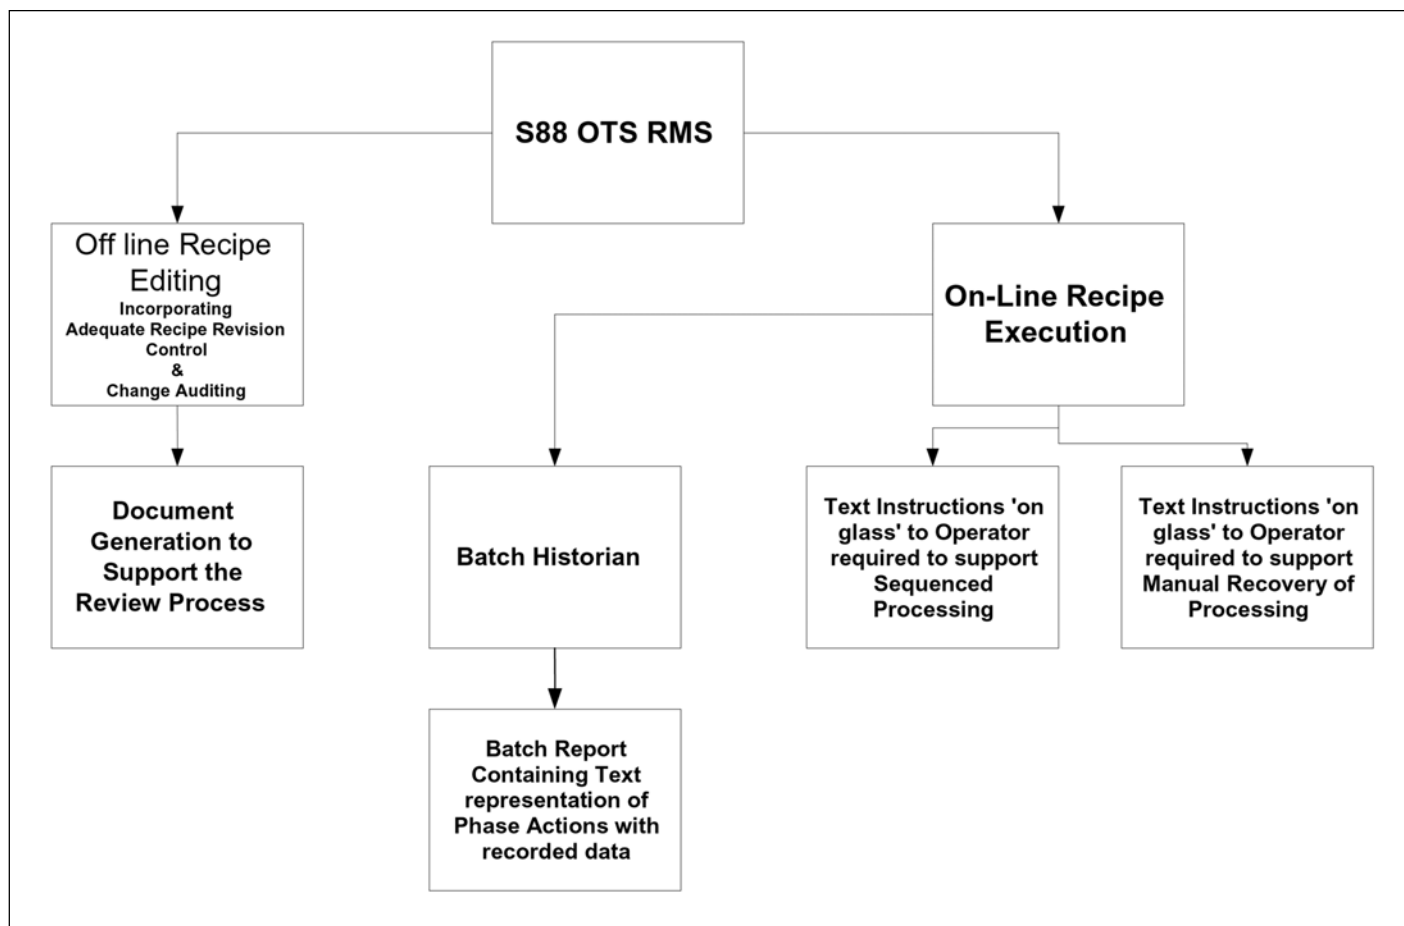 S88 OTS RMS
Off line Recipe
Editing
Incorporating
Adequate Recipe Revision
Control
&
Change Auditing
On-Line Recipe
Execution
Document
Generation to
Support the
Review Process
Batch Historian
Text Instructions 'on
glass' to Operator
required to support
Sequenced
Processing
Text Instructions 'on
glass' to Operator
required to support
Manual Recovery of
Processing
Batch Report
Containing Text
representation of
Phase Actions with
recorded data